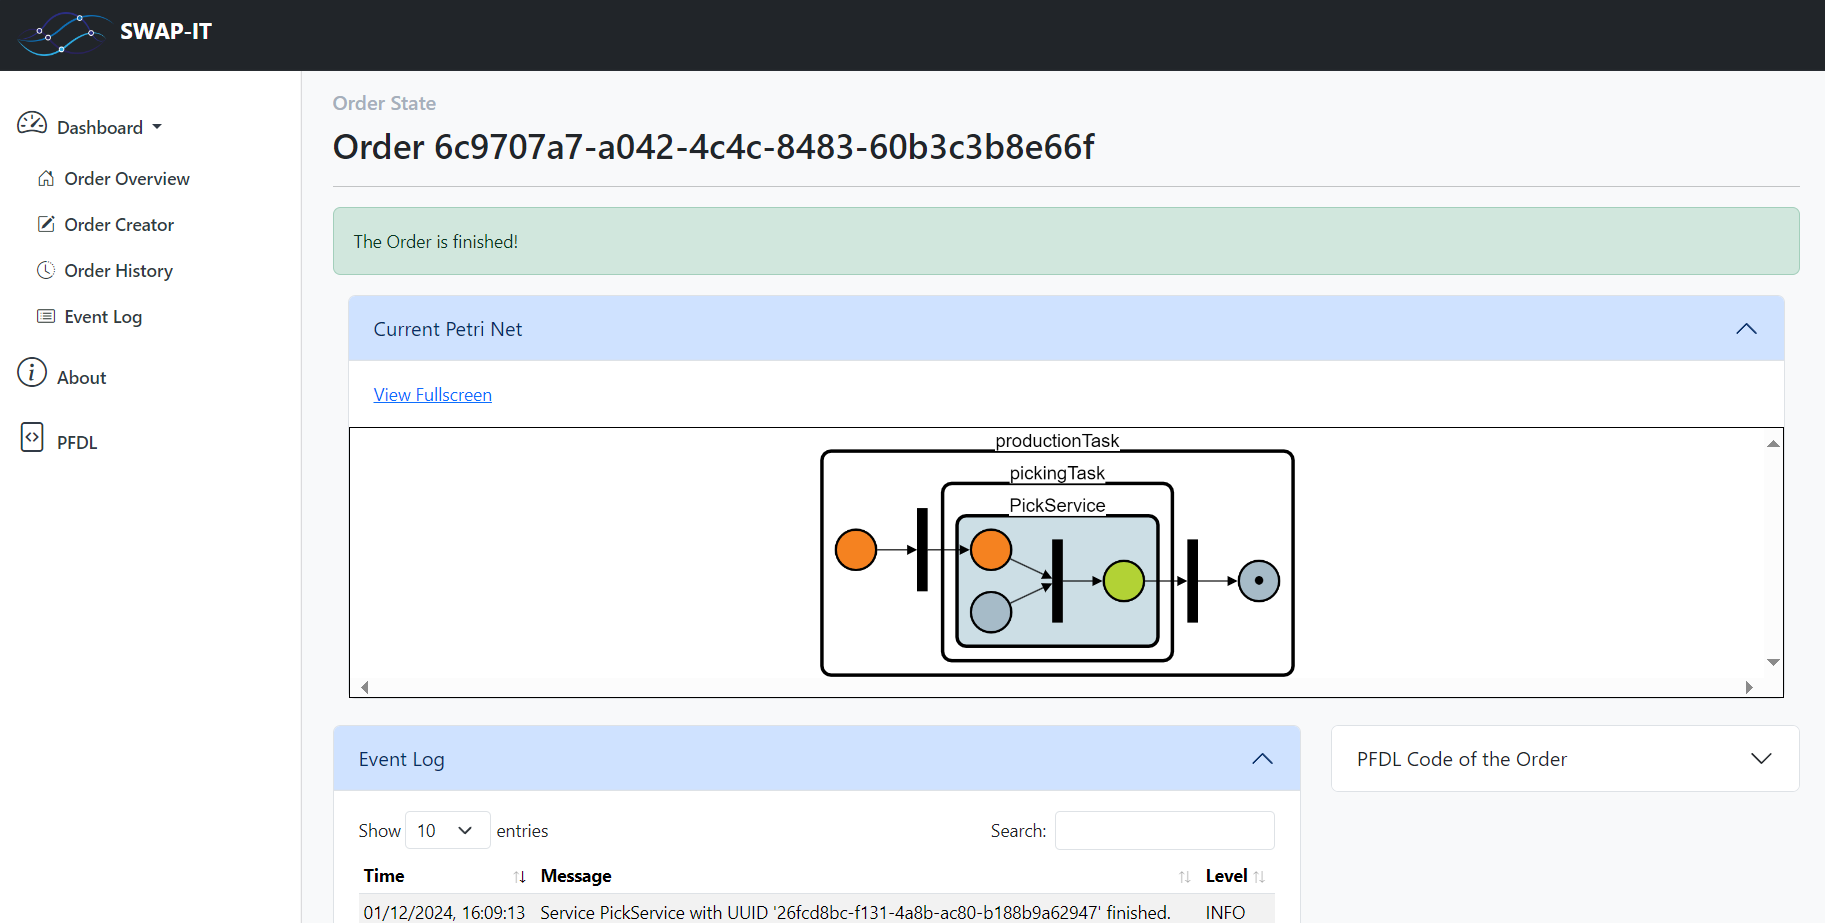 SWAP-IT
Dashboard
Order Overview
Order Creator
Order History
Event Log
About
PFDL
Order State
Order 6c9707a7-a042-4c4c-8483-60b3c3b8e66f
The Order is finished!
Current Petri Net
View Fullscreen
productionTask
pickingTask
PickService
Event Log
Show 10 entries
Search:
Time Message Level
01/12/2024, 16:09:13 Service PickService with UUID '26fcd8bc-f131-4a8b-ac80-b188b9a62947' finished. INFO
PFDL Code of the Order